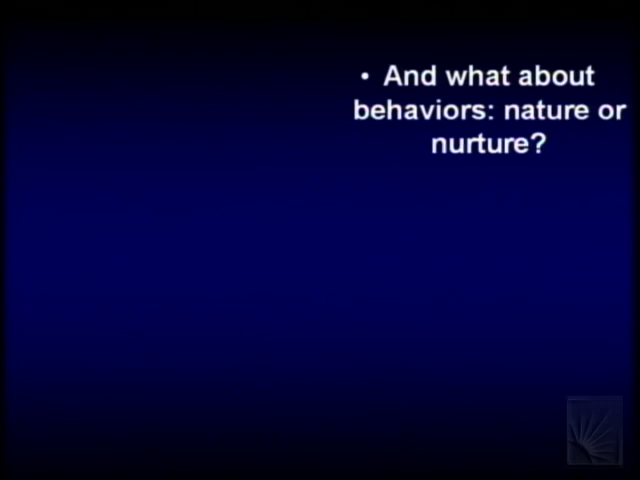 • And what about
behaviors: nature or
nurture?